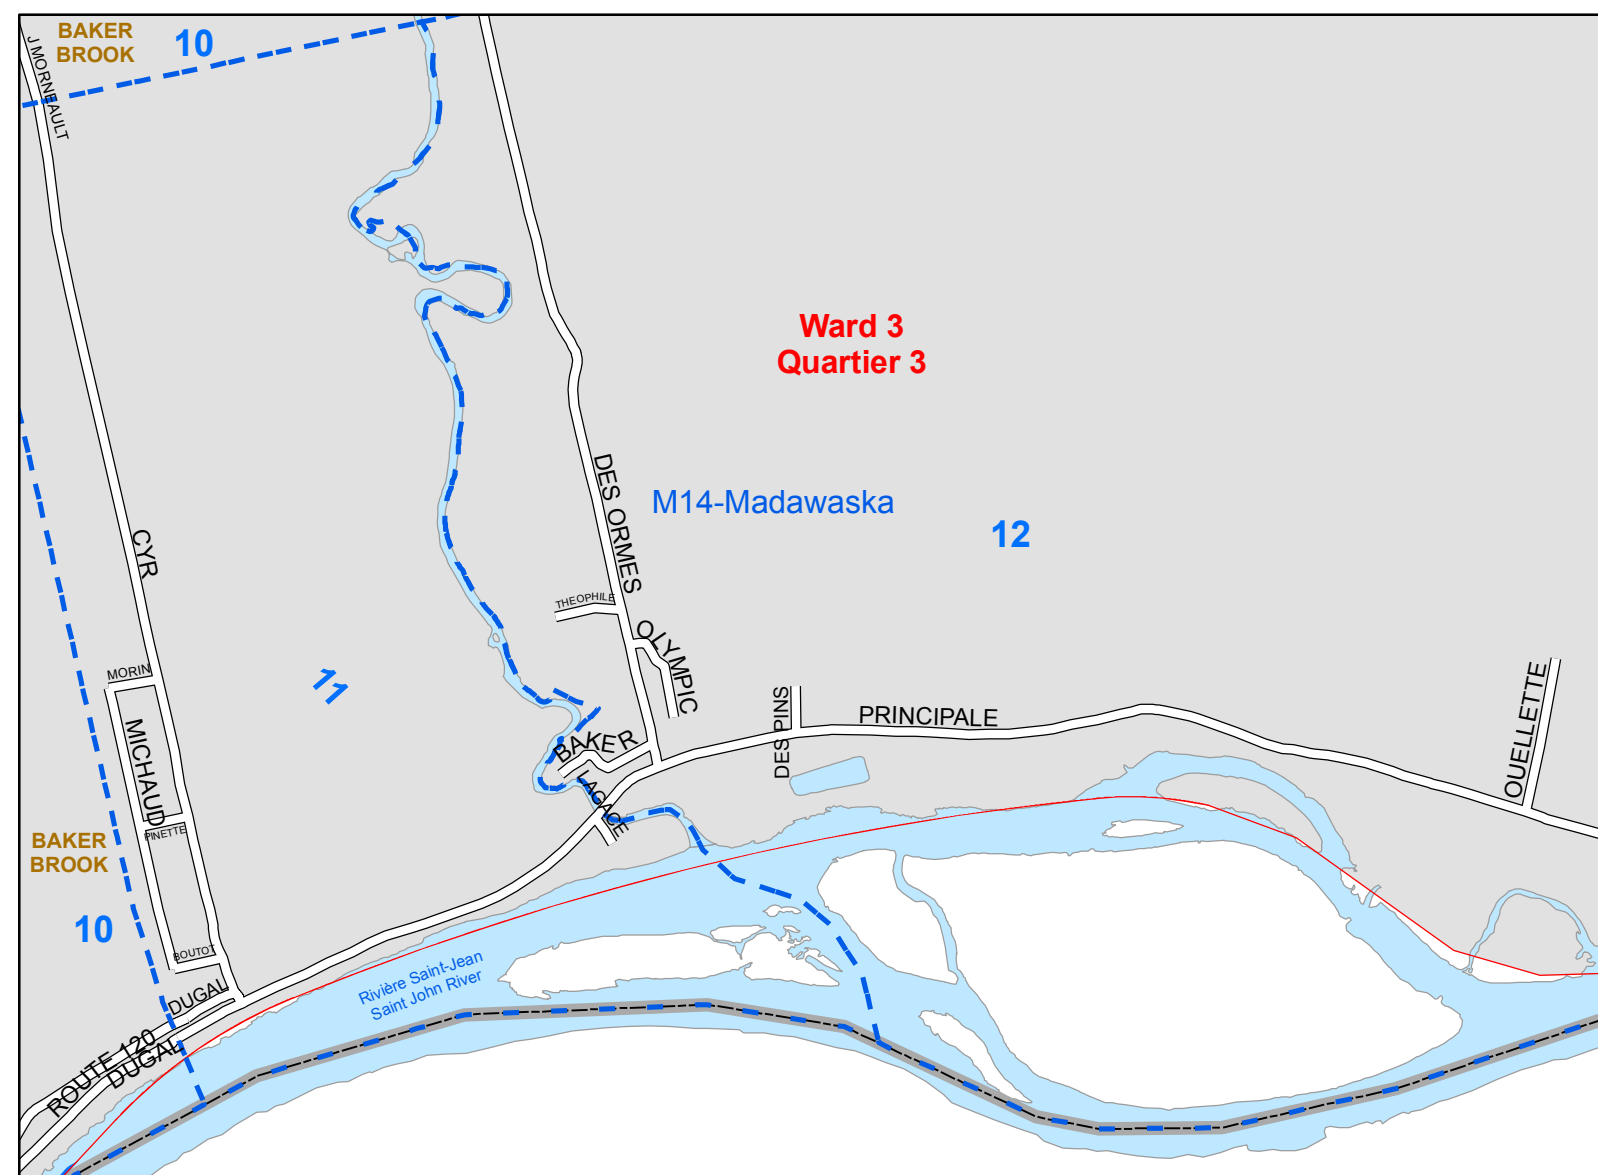 BAKER
BROOK
10
J MORNEAULT
Ward 3
Quartier 3
DES ORMES
M14-Madawaska
12
CYR
THEOPHILE
OLYMPIC
MORIN
11
MICHAUD
DES PINS
PRINCIPALE
OUELLETTE
BAKER
LAGACE
PINETTE
BAKER
BROOK
10
BOUTOT
Rivière Saint-Jean
Saint John River
DUGAL
ROUTE 120
DUGAL